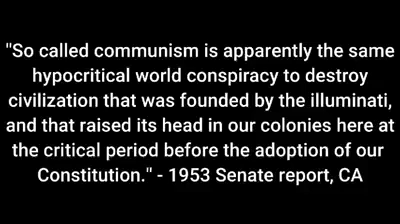 "So called communism is apparently the same
hypocritical world conspiracy to destroy
civilization that was founded by the illuminati,
and that raised its head in our colonies here at
the critical period before the adoption of our
Constitution." - 1953 Senate report, CA